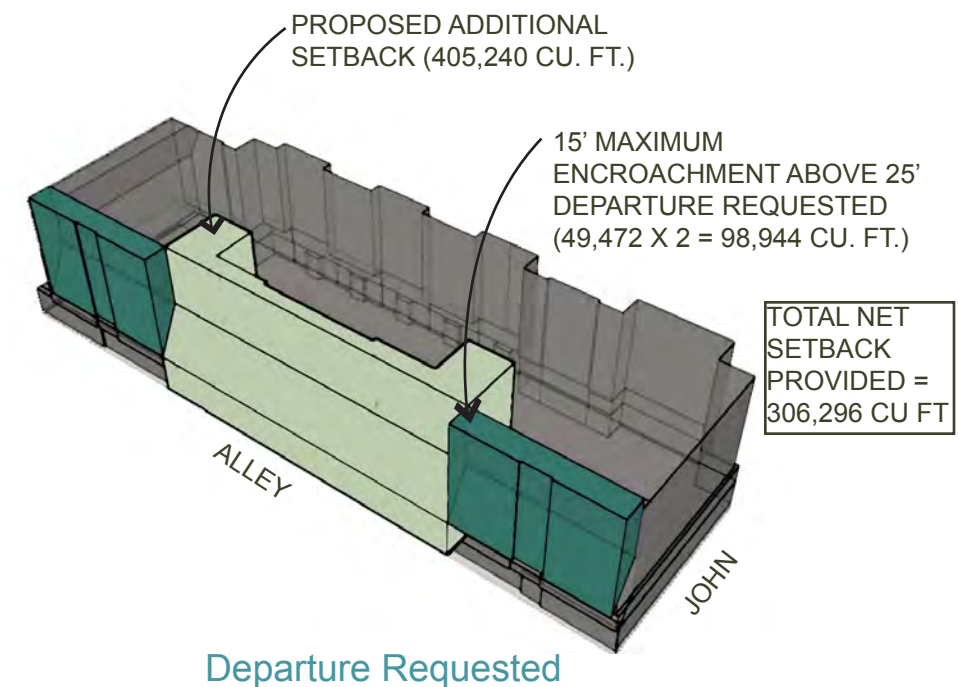 PROPOSED ADDITIONAL
SETBACK (405,240 CU. FT.)
15’ MAXIMUM
ENCROACHMENT ABOVE 25’
DEPARTURE REQUESTED
(49,472 X 2 = 98,944 CU. FT.)
TOTAL NET
SETBACK
PROVIDED =
306,296 CU FT
ALLEY
JOHN
Departure Requested